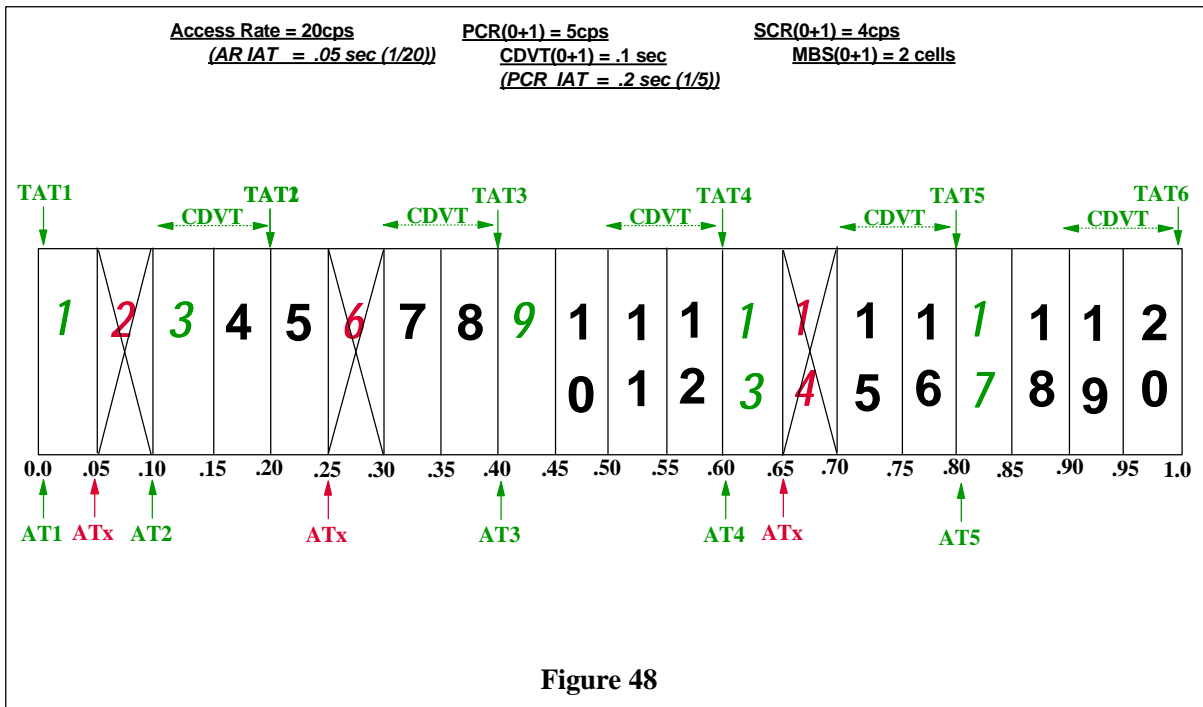 Access Rate = 20cps PCR(0+1) = 5cps SCR(0+1) = 4cps
(AR IAT = .05 sec (1/20)) CDVT(0+1) = .1 sec MBS(0+1) = 2 cells
(PCR IAT = .2 sec (1/5))
TAT1 TAT2 TAT3 TAT4 TAT5 TAT6
CDVT CDVT CDVT CDVT CDVT
1 2 3 4 5 6 7 8 9 10 11 12 13 14 15 16 17 18 19 20
0.0 .05 .10 .15 .20 .25 .30 .35 .40 .45 .50 .55 .60 .65 .70 .75 .80 .85 .90 .95 1.0
AT1 ATx AT2 ATx AT3 AT4 ATx AT5
Figure 48